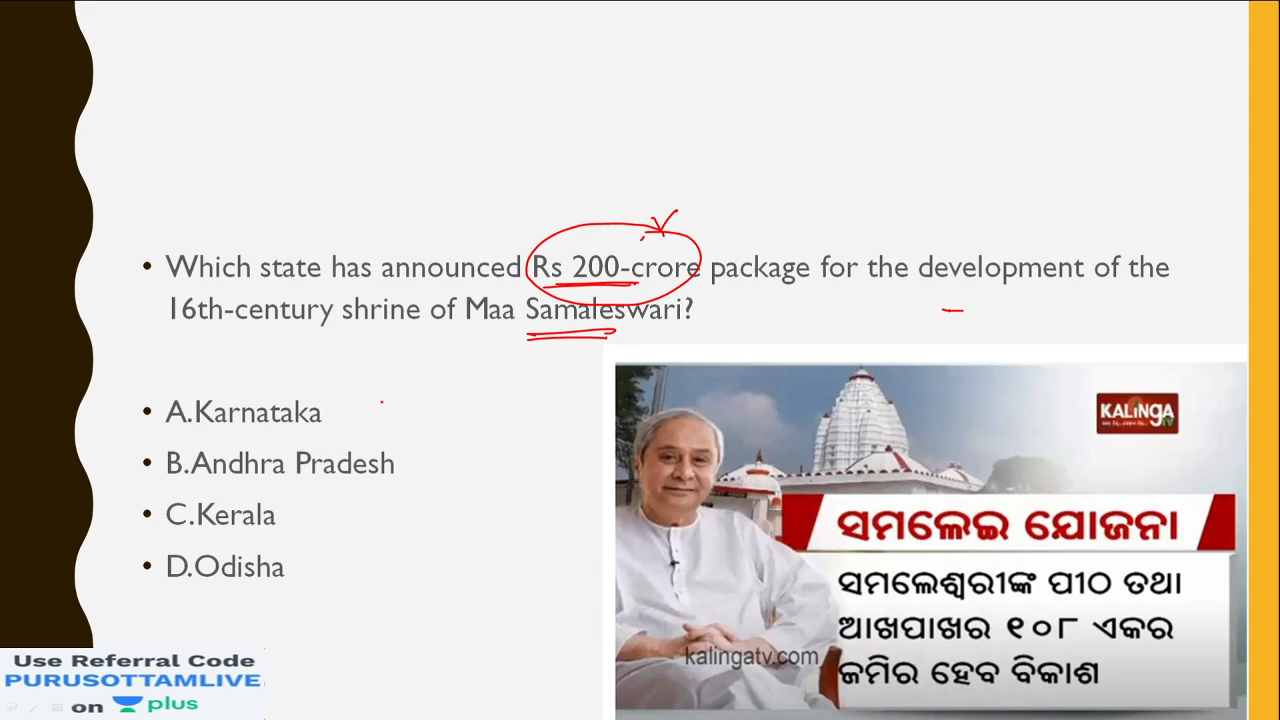 Which state has announced Rs 200-crore package for the development of the
16th-century shrine of Maa Samaleswari?
A.Karnataka
B.Andhra Pradesh
C.Kerala
D.Odisha
KALINGA
TV
ସମଲେଇ ଯୋଜନା
ସମଲେଶ୍ୱରୀଙ୍କ ପୀଠ ତଥା
ଆଖପାଖର ୧୦୮ ଏକର
ଜମିର ହେବ ବିକାଶ
kalingatv.com
Use Referral Code
PURUSOTTAMLIVE
on plus